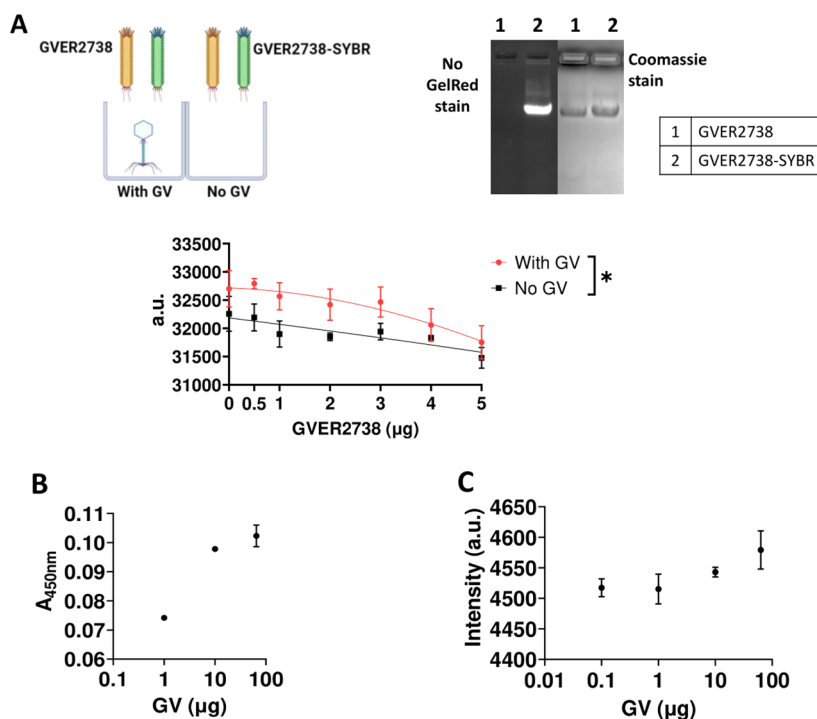 A
GVER2738
GVER2738-SYBR
With GV
No GV
1 2 1 2
No
GelRed
stain
Coomassie
stain
1 GVER2738
2 GVER2738-SYBR
33500
33000
32500
32000
31500
31000
a.u.
0 0.5 1 2 3 4 5
GVER2738 (µg)
With GV
No GV
*
B
0.11
0.10
0.09
0.08
0.07
0.06
A450nm
0.1 1 10 100
GV (µg)
C
4650
4600
4550
4500
4450
4400
Intensity (a.u.)
0.01 0.1 1 10 100
GV (µg)